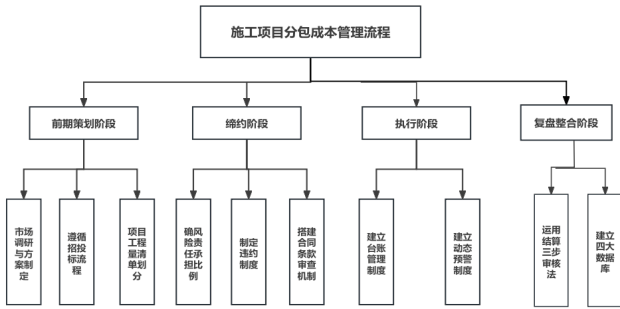 施工项目分包成本管理流程
前期策划阶段
缔约阶段
执行阶段
复盘整合阶段
市场
调研
与方
案制
定
遵循
招投
标流
程
项目
工程
量清
单划
分
确风
险责
任承
担比
例
制定
违约
制度
搭建
合同
条款
审查
机制
建立
台账
管理
制度
建立
动态
预警
制度
运用
结算
三步
审核
法
建立
四大
数据
库